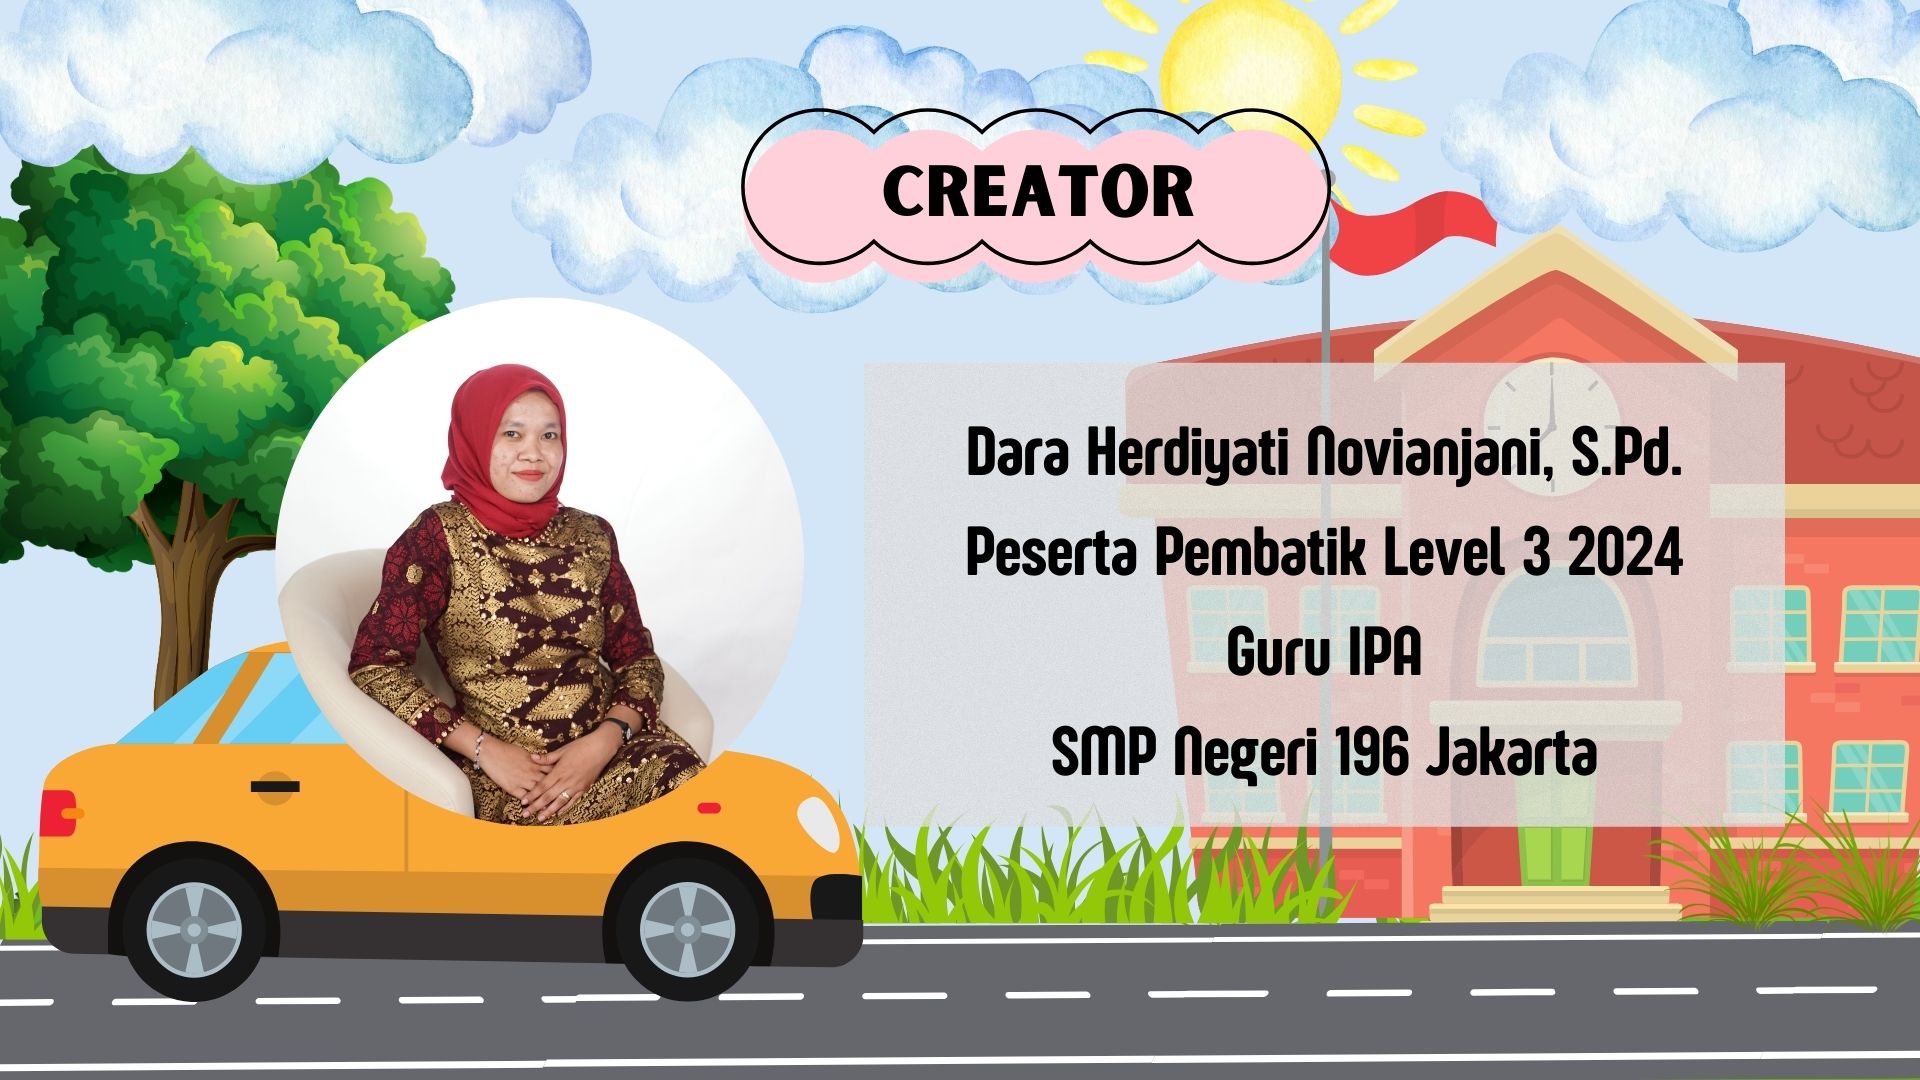 CREATOR
Dara Herdiyati Novianjani, S.Pd.
Peserta Pembatik Level 3 2024
Guru IPA
SMP Negeri 196 Jakarta